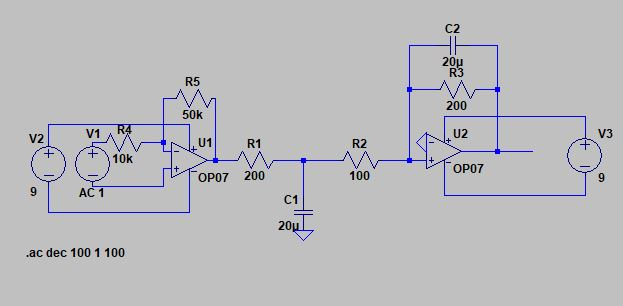 C2
20µ
R3
200
R5
50k
V2
V1
R4
10k
U1
OP07
R1
200
R2
100
U2
OP07
V3
9
AC 1
9
C1
20µ
.ac dec 100 1 100